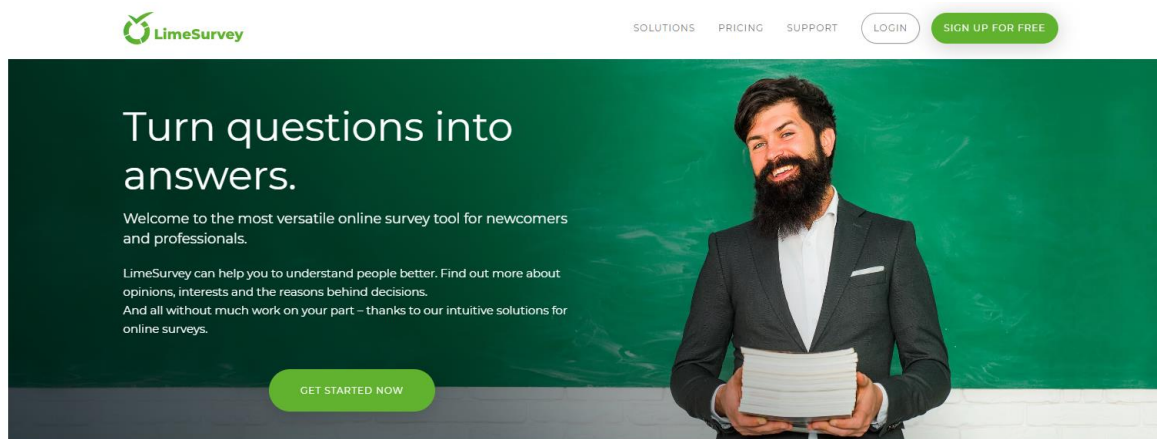 LimeSurvey
SOLUTIONS PRICING SUPPORT LOGIN SIGN UP FOR FREE
Turn questions into
answers.
Welcome to the most versatile online survey tool for newcomers
and professionals.
LimeSurvey can help you to understand people better. Find out more about
opinions, interests and the reasons behind decisions.
And all without much work on your part – thanks to our intuitive solutions for
online surveys.
GET STARTED NOW